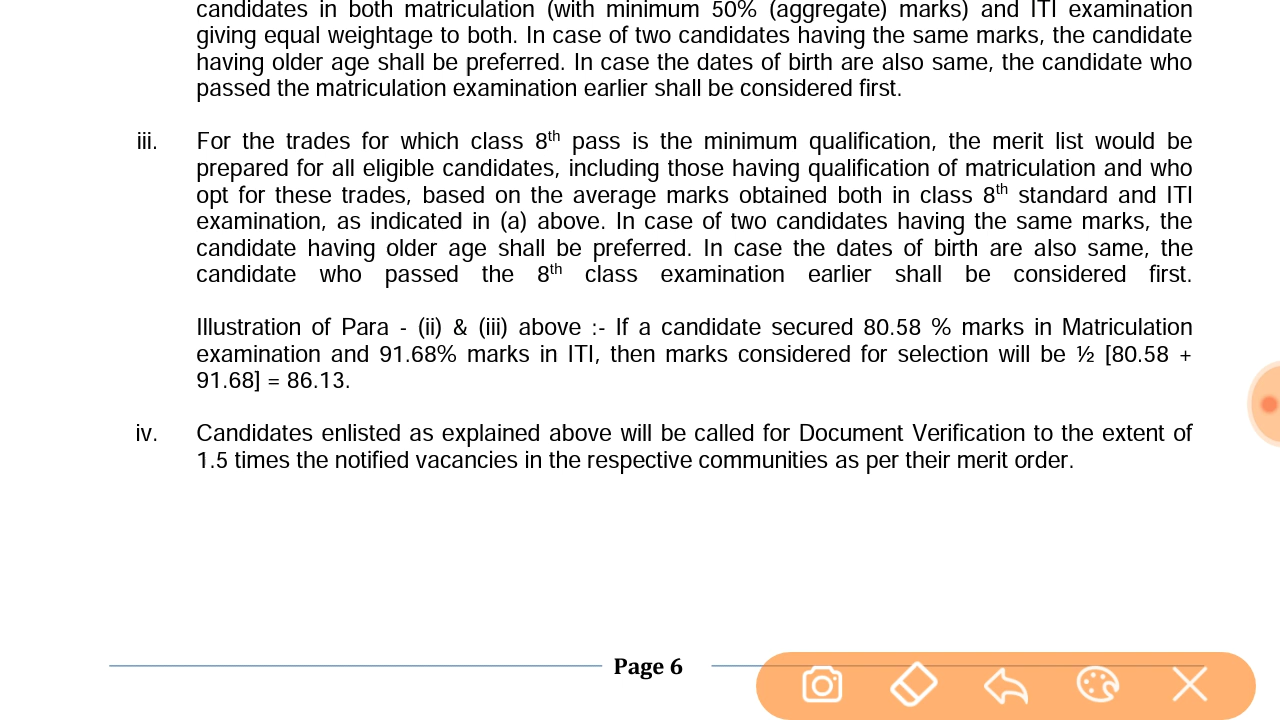 candidates in both matriculation (with minimum 50% (aggregate) marks) and ITI examination
giving equal weightage to both. In case of two candidates having the same marks, the candidate
having older age shall be preferred. In case the dates of birth are also same, the candidate who
passed the matriculation examination earlier shall be considered first.
iii. For the trades for which class 8th pass is the minimum qualification, the merit list would be
prepared for all eligible candidates, including those having qualification of matriculation and who
opt for these trades, based on the average marks obtained both in class 8th standard and ITI
examination, as indicated in (a) above. In case of two candidates having the same marks, the
candidate having older age shall be preferred. In case the dates of birth are also same, the
candidate who passed the 8th class examination earlier shall be considered first.
Illustration of Para - (ii) & (iii) above :- If a candidate secured 80.58 % marks in Matriculation
examination and 91.68% marks in ITI, then marks considered for selection will be ½ [80.58 +
91.68] = 86.13.
iv. Candidates enlisted as explained above will be called for Document Verification to the extent of
1.5 times the notified vacancies in the respective communities as per their merit order.
Page 6